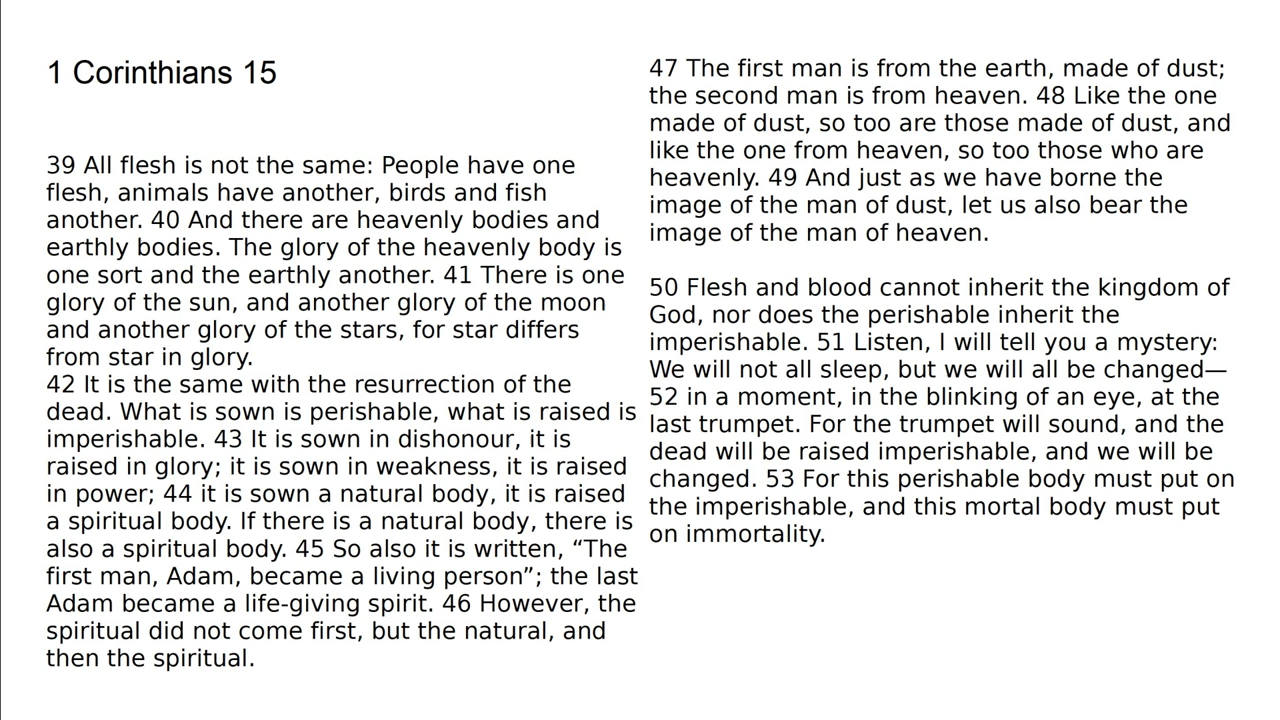 1 Corinthians 15
39 All flesh is not the same: People have one
flesh, animals have another, birds and fish
another. 40 And there are heavenly bodies and
earthly bodies. The glory of the heavenly body is
one sort and the earthly another. 41 There is one
glory of the sun, and another glory of the moon
and another glory of the stars, for star differs
from star in glory.
42 It is the same with the resurrection of the
dead. What is sown is perishable, what is raised is
imperishable. 43 It is sown in dishonour, it is
raised in glory; it is sown in weakness, it is raised
in power; 44 it is sown a natural body, it is raised
a spiritual body. If there is a natural body, there is
also a spiritual body. 45 So also it is written, “The
first man, Adam, became a living person”; the last
Adam became a life-giving spirit. 46 However, the
spiritual did not come first, but the natural, and
then the spiritual.
47 The first man is from the earth, made of dust;
the second man is from heaven. 48 Like the one
made of dust, so too are those made of dust, and
like the one from heaven, so too those who are
heavenly. 49 And just as we have borne the
image of the man of dust, let us also bear the
image of the man of heaven.
50 Flesh and blood cannot inherit the kingdom of
God, nor does the perishable inherit the
imperishable. 51 Listen, I will tell you a mystery:
We will not all sleep, but we will all be changed—
52 in a moment, in the blinking of an eye, at the
last trumpet. For the trumpet will sound, and the
dead will be raised imperishable, and we will be
changed. 53 For this perishable body must put on
the imperishable, and this mortal body must put
on immortality.